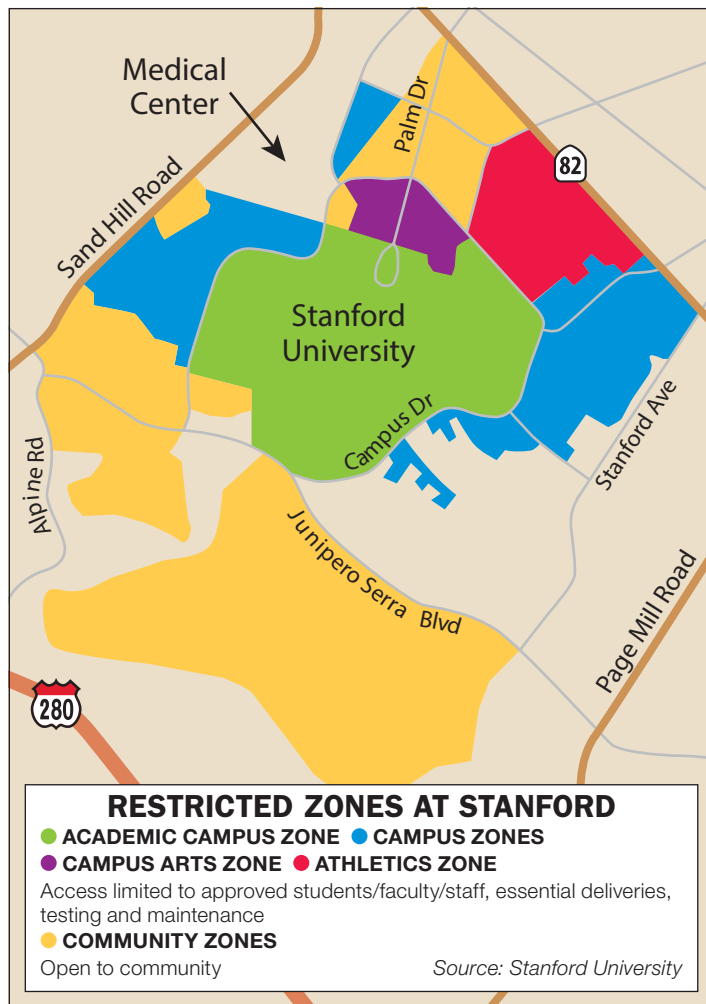 Medical
Center
Palm Dr
82
Sand Hill Road
Stanford
University
Campus Dr
Stanford Ave
Alpine Rd
Junipero Serra Blvd
Page Mill Road
280
RESTRICTED ZONES AT STANFORD
ACADEMIC CAMPUS ZONE CAMPUS ZONES
CAMPUS ARTS ZONE ATHLETICS ZONE
Access limited to approved students/faculty/staff, essential deliveries,
testing and maintenance
COMMUNITY ZONES
Open to community Source: Stanford University